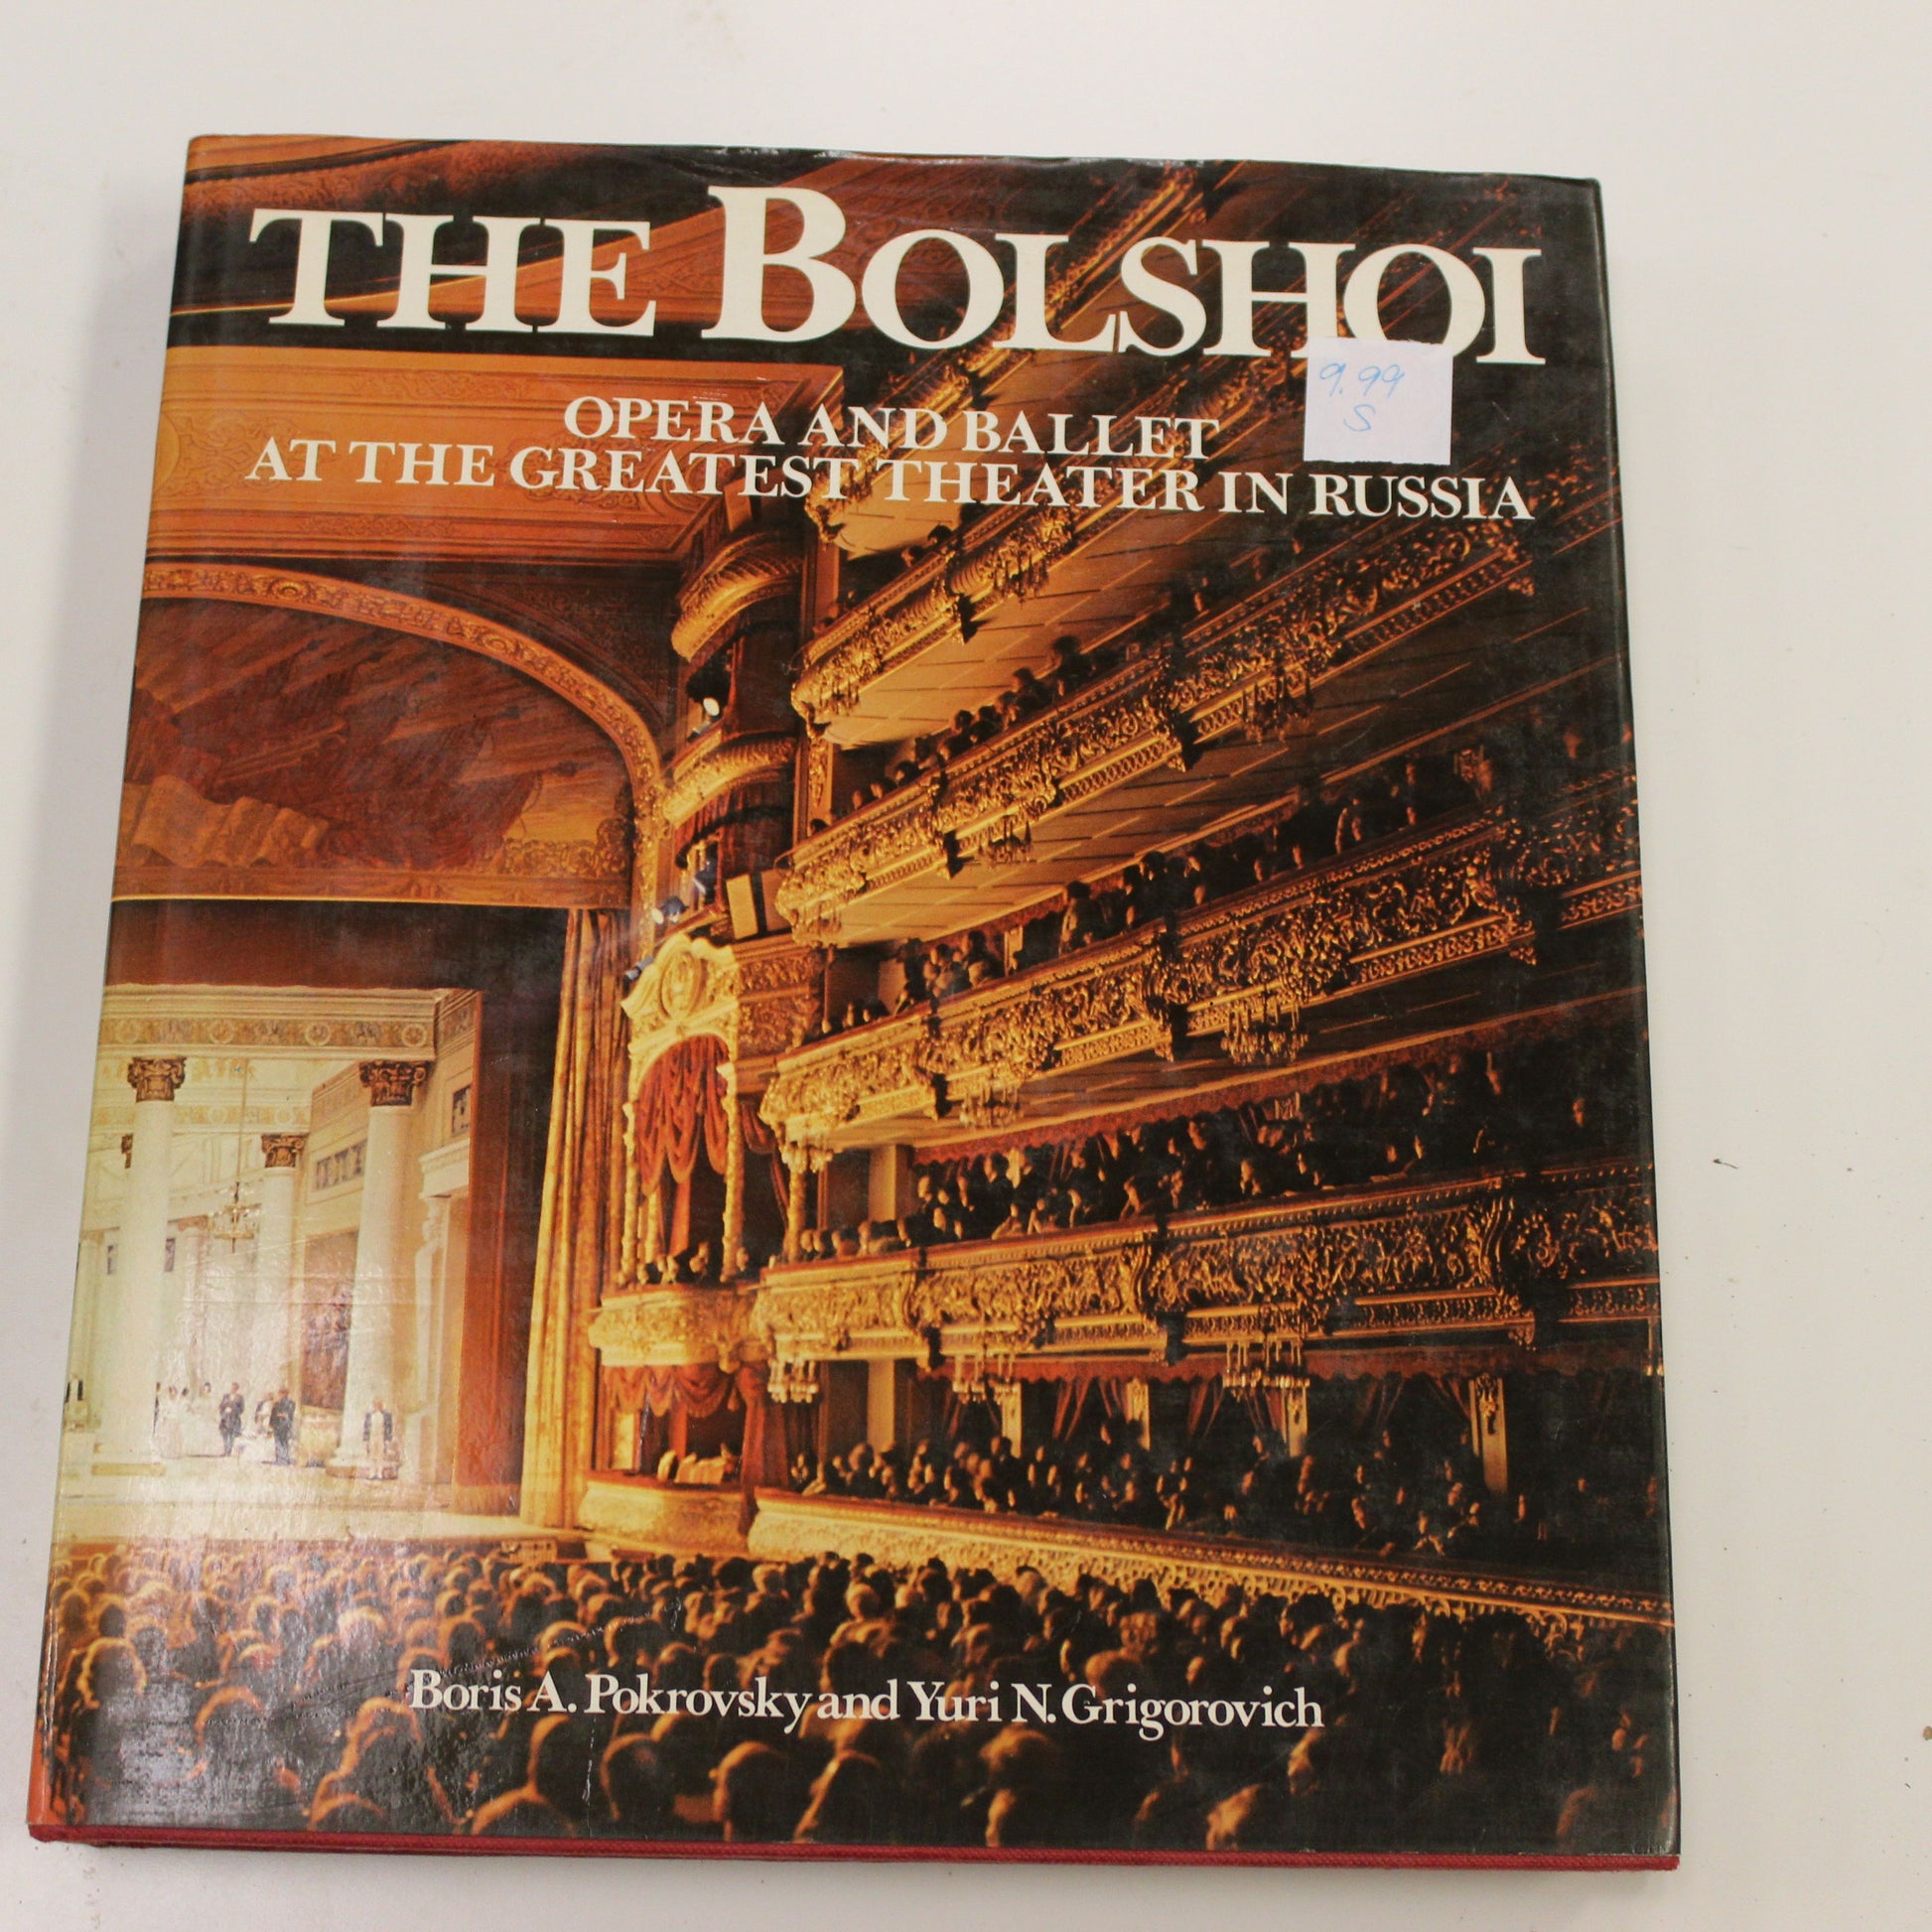 THE BOLSHOI
9.99
S
OPERA AND BALLET
AT THE GREATEST THEATER IN RUSSIA
Boris A. Pokrovsky and Yuri N. Grigorovich